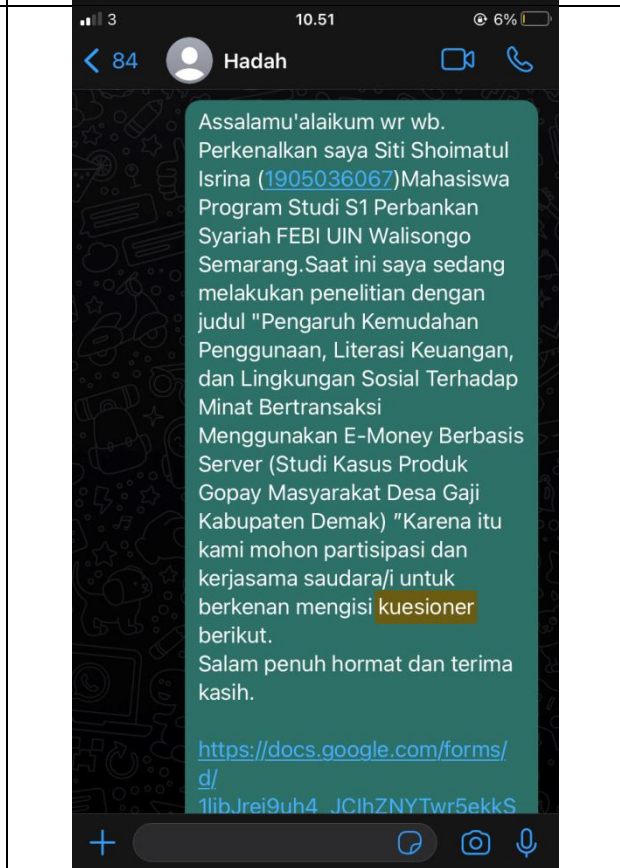 3 10.51 6%
84 Hadah
Assalamu'alaikum wr wb.
Perkenalkan saya Siti Shoimatul
Isrina (1905036067)Mahasiswa
Program Studi S1 Perbankan
Syariah FEBI UIN Walisongo
Semarang.Saat ini saya sedang
melakukan penelitian dengan
judul "Pengaruh Kemudahan
Penggunaan, Literasi Keuangan,
dan Lingkungan Sosial Terhadap
Minat Bertransaksi
Menggunakan E-Money Berbasis
Server (Studi Kasus Produk
Gopay Masyarakat Desa Gaji
Kabupaten Demak) "Karena itu
kami mohon partisipasi dan
kerjasama saudara/i untuk
berkenan mengisi kuesioner
berikut.
Salam penuh hormat dan terima
kasih.
https://docs.google.com/forms/
d/